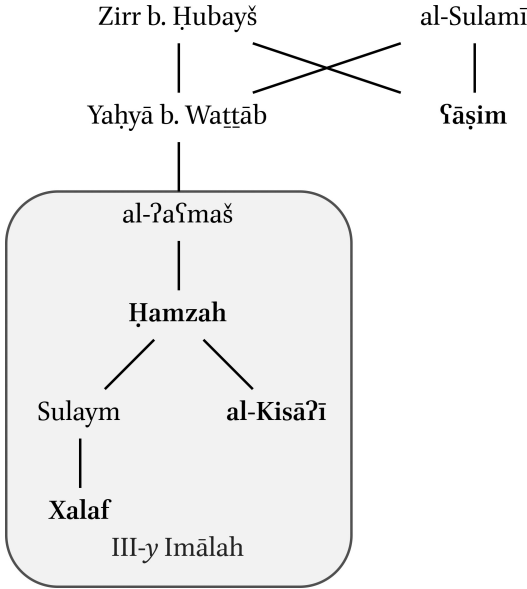 Zirr b. Ḥubayš
al-Sulamī
Yaḥyā b. Waṯṯāb
ʕāṣim
al-ʔaʕmaš
Ḥamzah
Sulaym
al-Kisāʔī
Xalaf
III-y Imālah